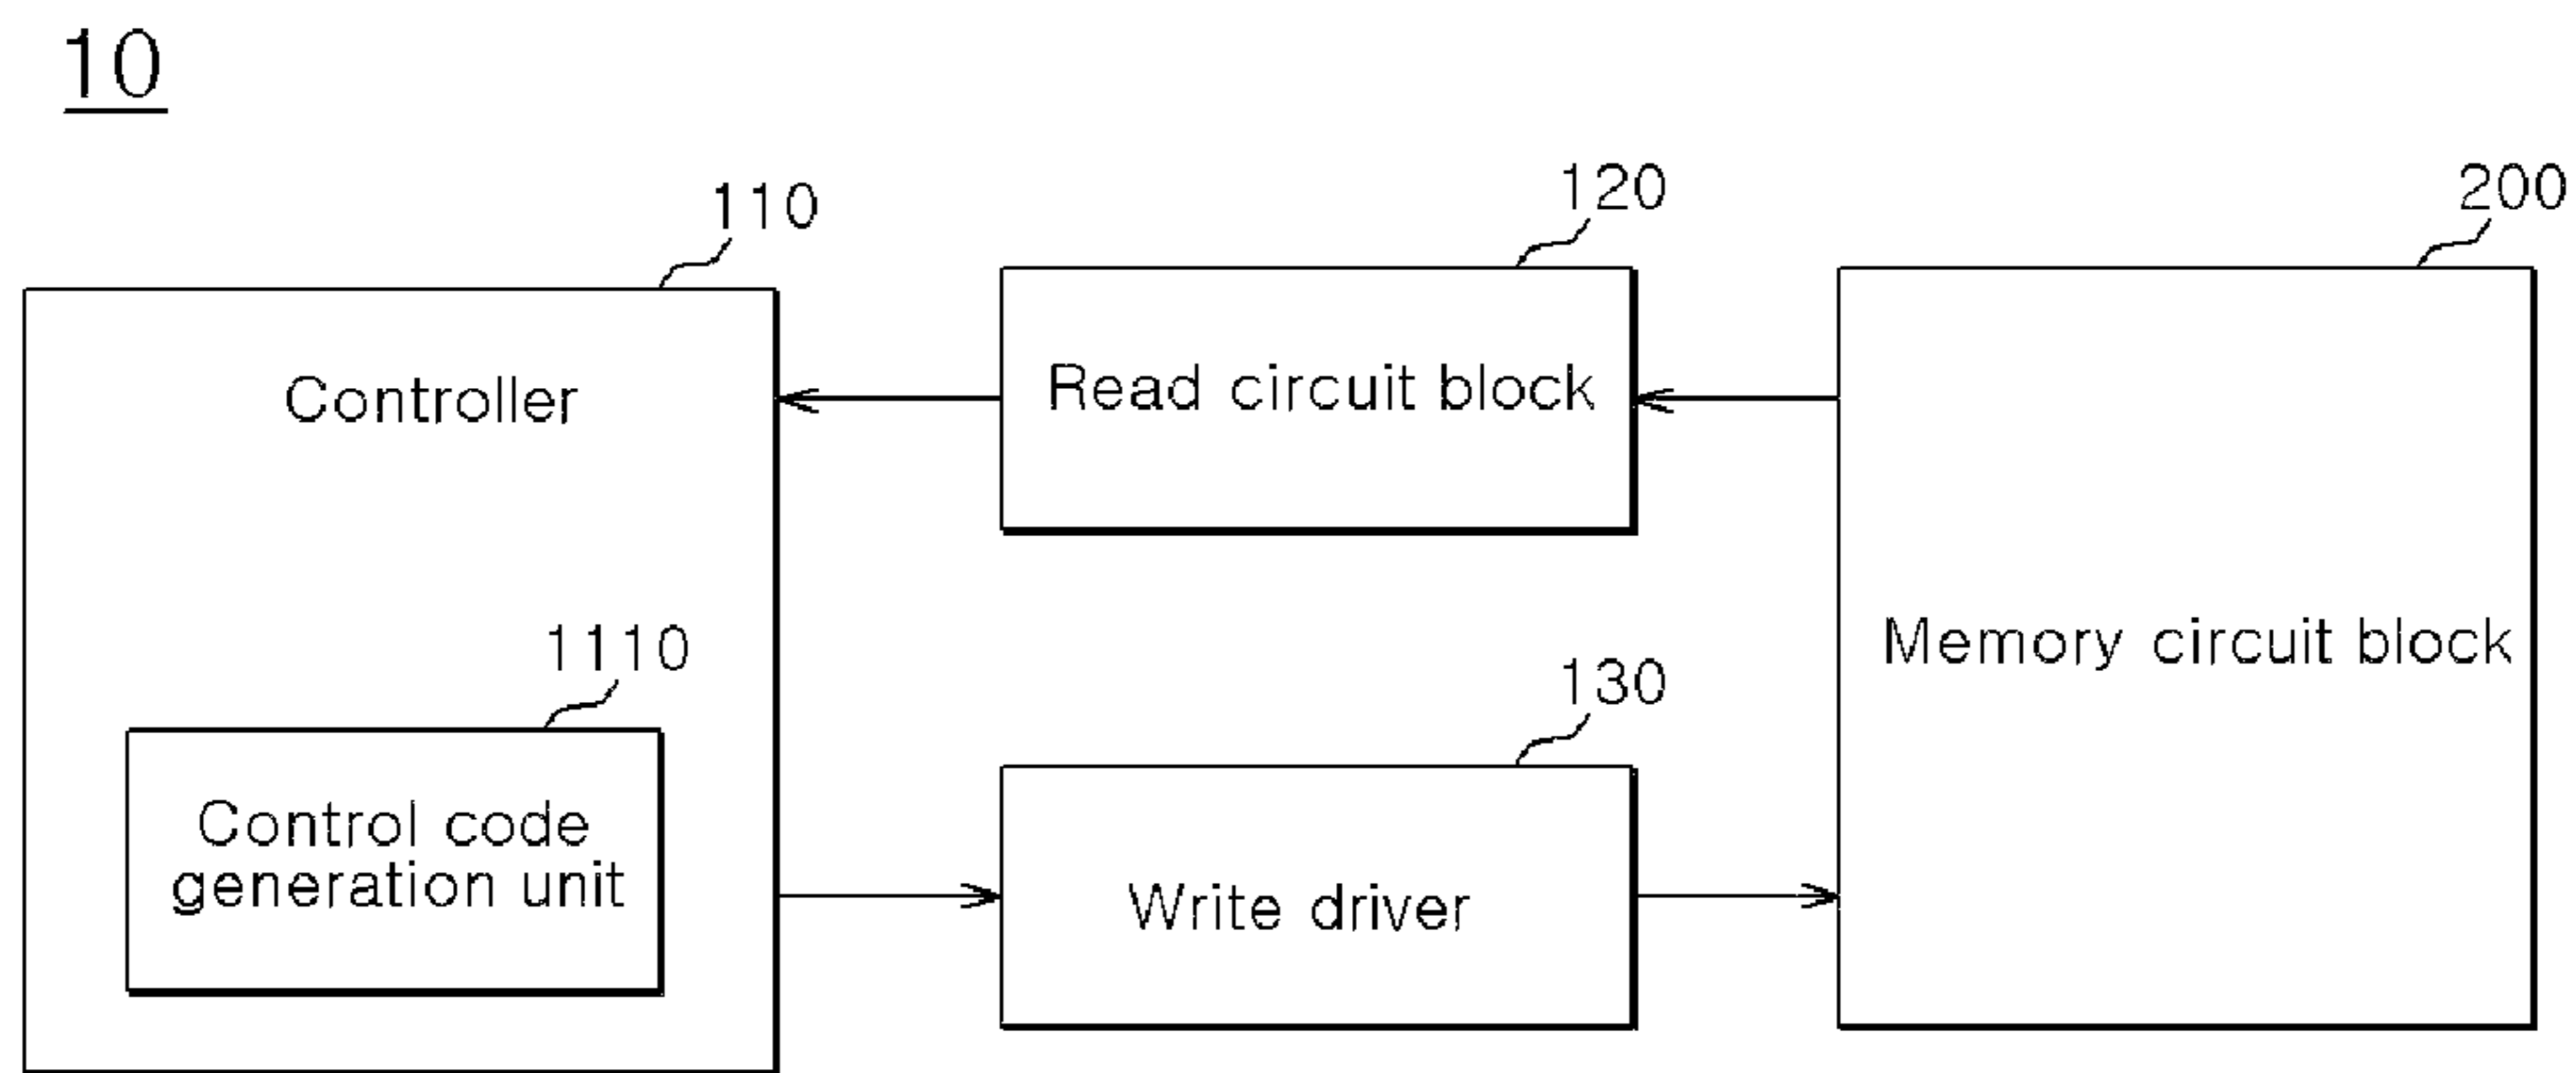 10
110
120
200
Controller
Read circuit block
Memory circuit block
1110
130
Control code
generation unit
Write driver